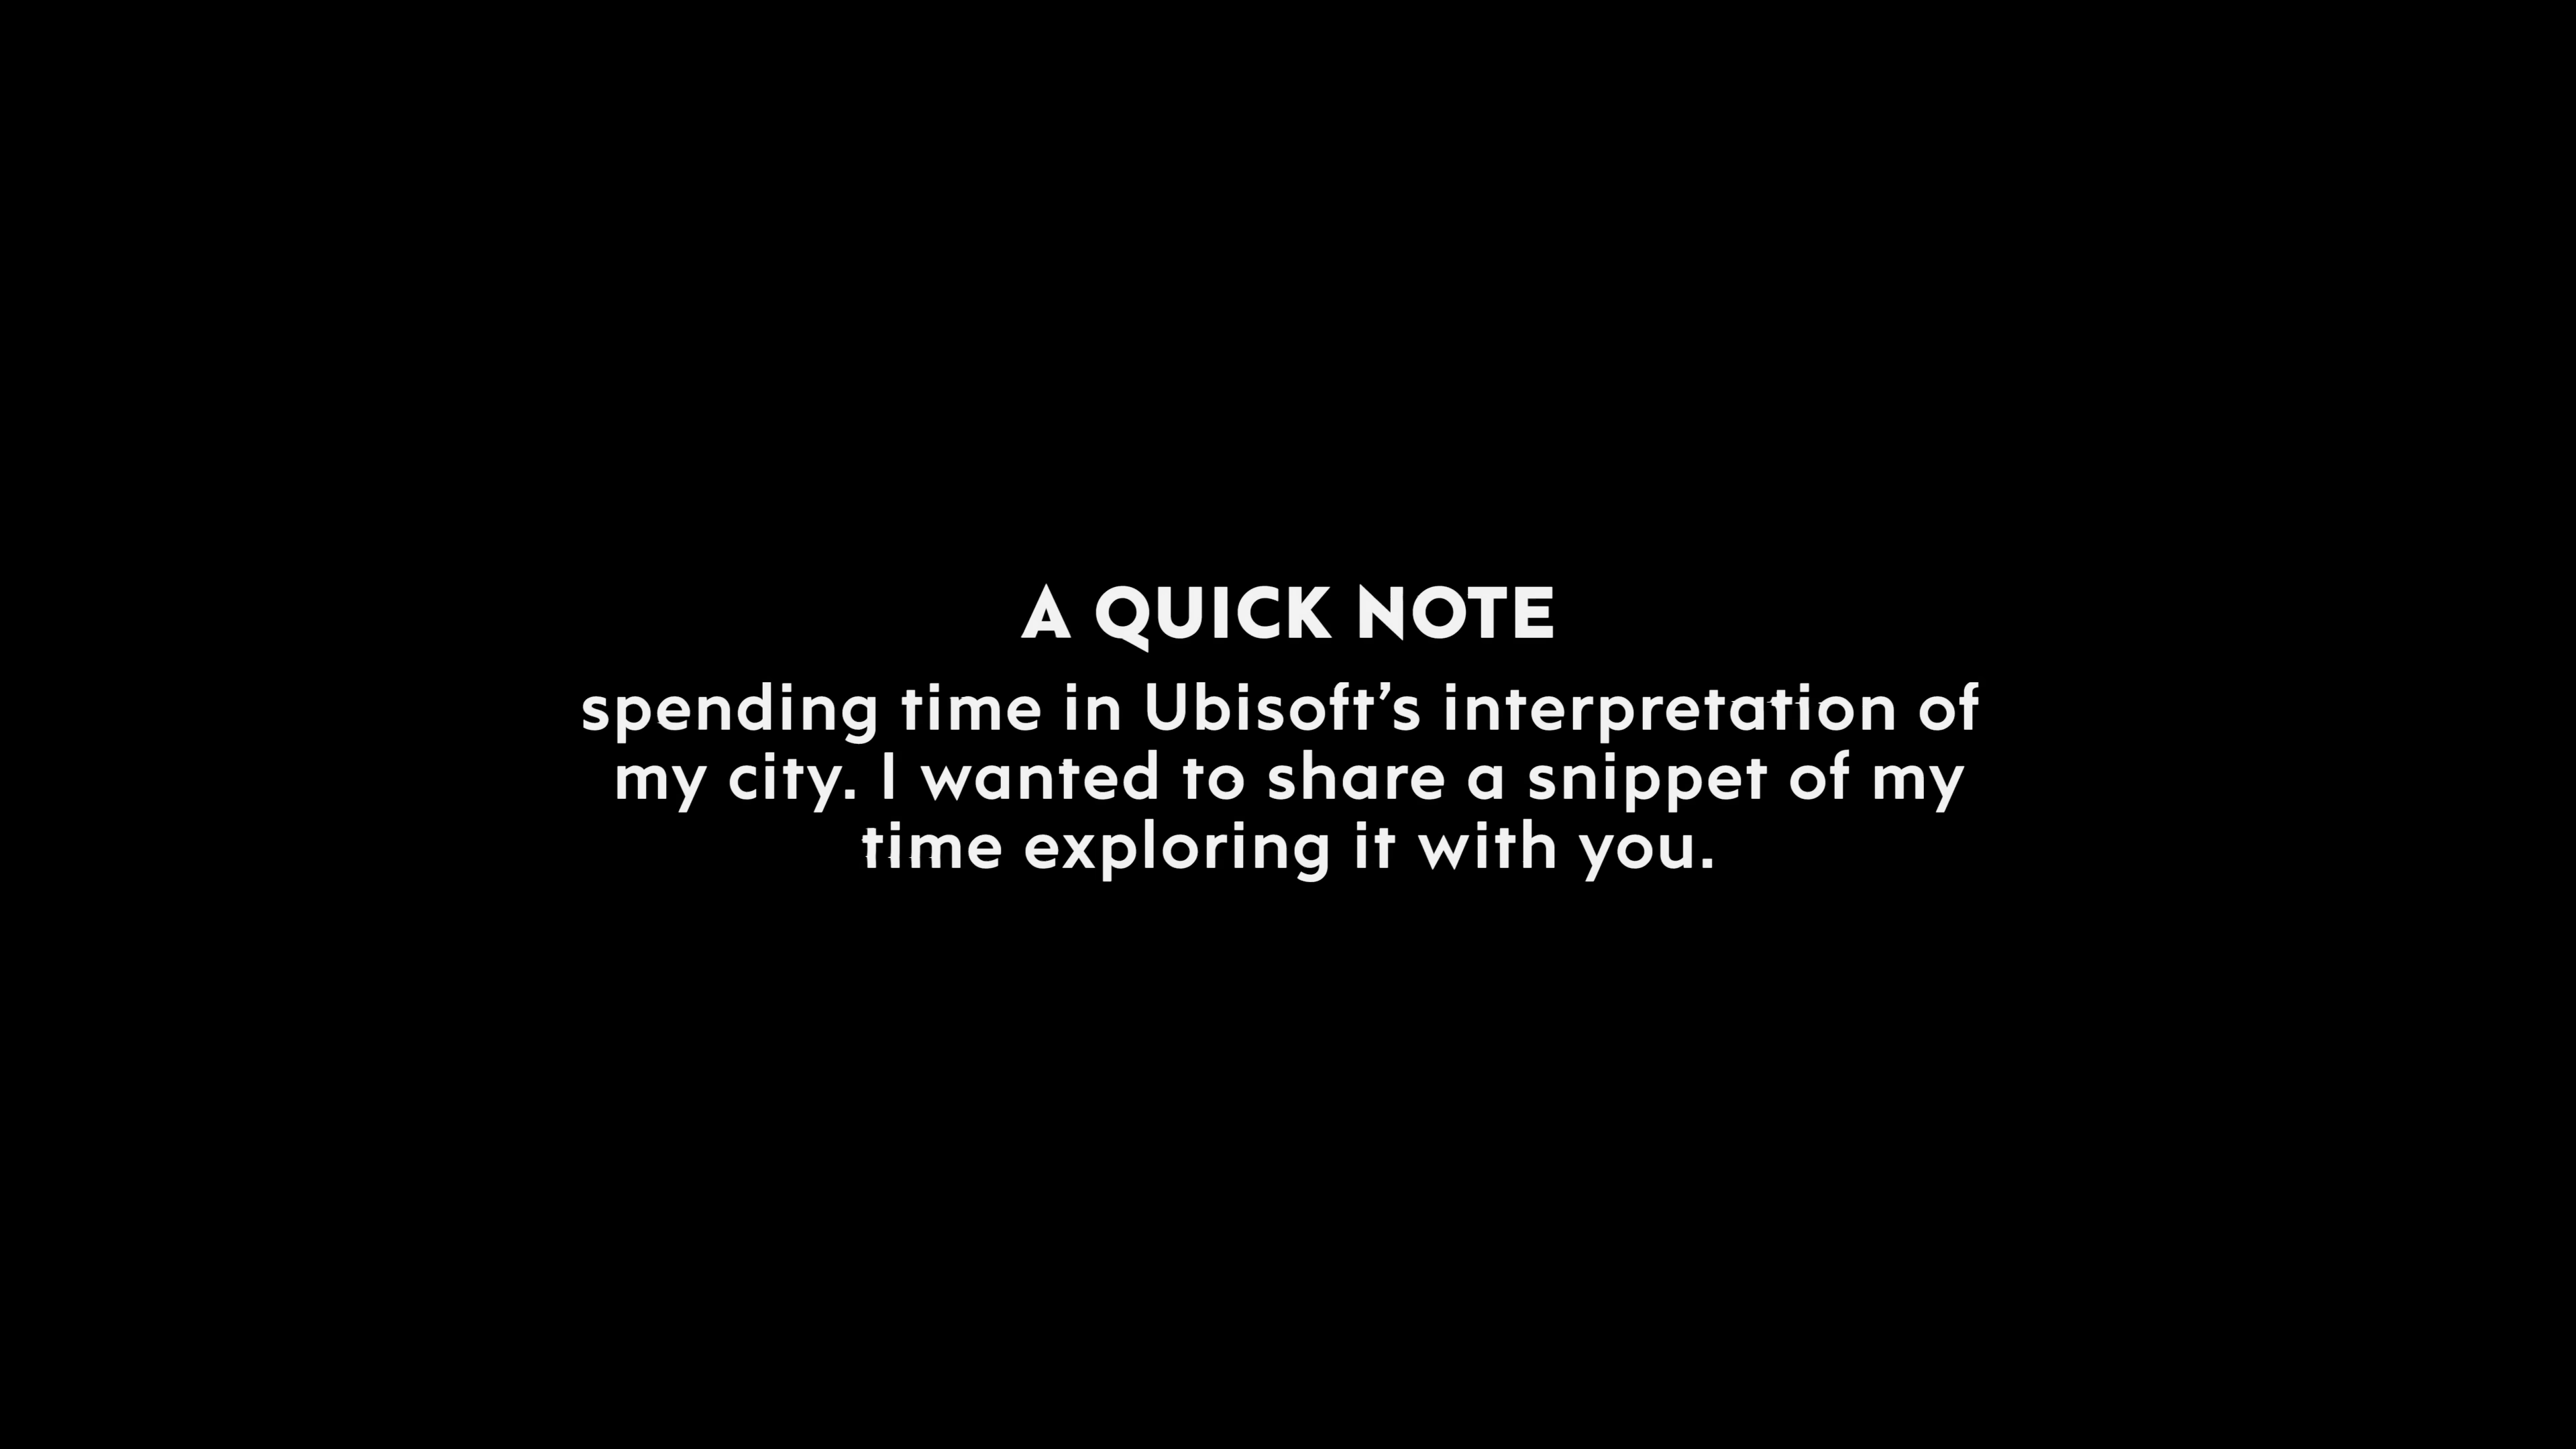 A QUICK NOTE
spending time in Ubisoft’s interpretation of
my city. I wanted to share a snippet of my
time exploring it with you.